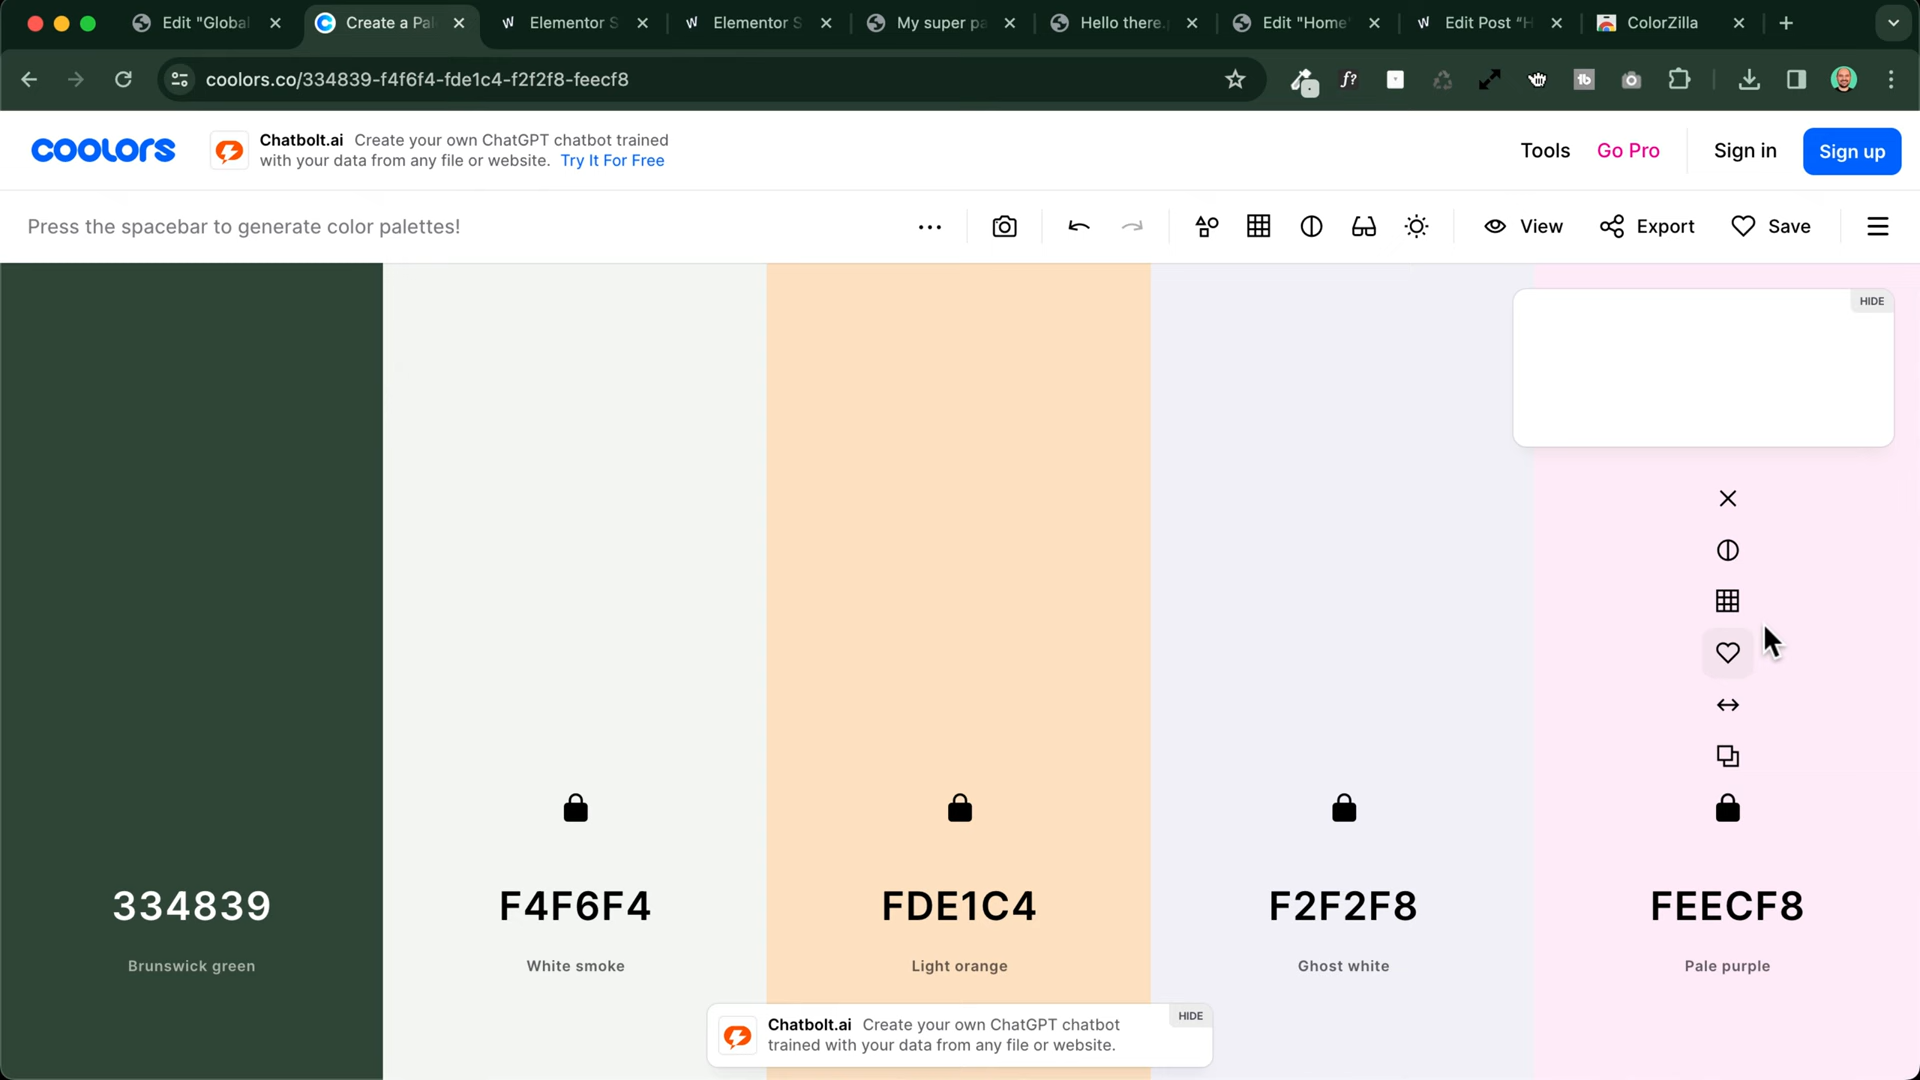 Edit "Global
Create a Pal
Elementor S
Elementor S
My super pa
Hello there.
Edit "Home"
Edit Post "H
ColorZilla
coolors.co/334839-f4f6f4-fde1c4-f2f2f8-feecf8
f?
tb
coolors
Chatbolt.ai Create your own ChatGPT chatbot trained
with your data from any file or website. Try It For Free
Tools
Go Pro
Sign in
Sign up
Press the spacebar to generate color palettes!
View
Export
Save
HIDE
334839
F4F6F4
FDE1C4
F2F2F8
FEECF8
Brunswick green
White smoke
Light orange
Ghost white
Pale purple
Chatbolt.ai Create your own ChatGPT chatbot
trained with your data from any file or website.
HIDE